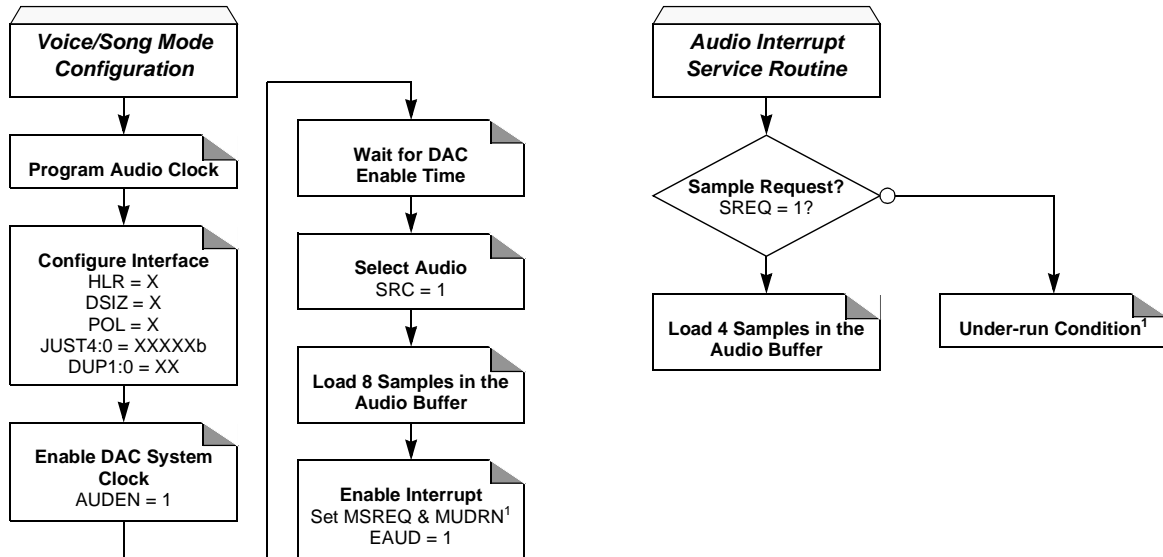 Voice/Song Mode
Configuration
Program Audio Clock
Configure Interface
HLR = X
DSIZ = X
POL = X
JUST4:0 = XXXXXb
DUP1:0 = XX
Enable DAC System
Clock
AUDEN = 1
Wait for DAC
Enable Time
Select Audio
SRC = 1
Load 8 Samples in the
Audio Buffer
Enable Interrupt
Set MSREQ & MUDRN¹
EAUD = 1
Audio Interrupt
Service Routine
Sample Request?
SREQ = 1?
Load 4 Samples in the
Audio Buffer
Under-run Condition¹